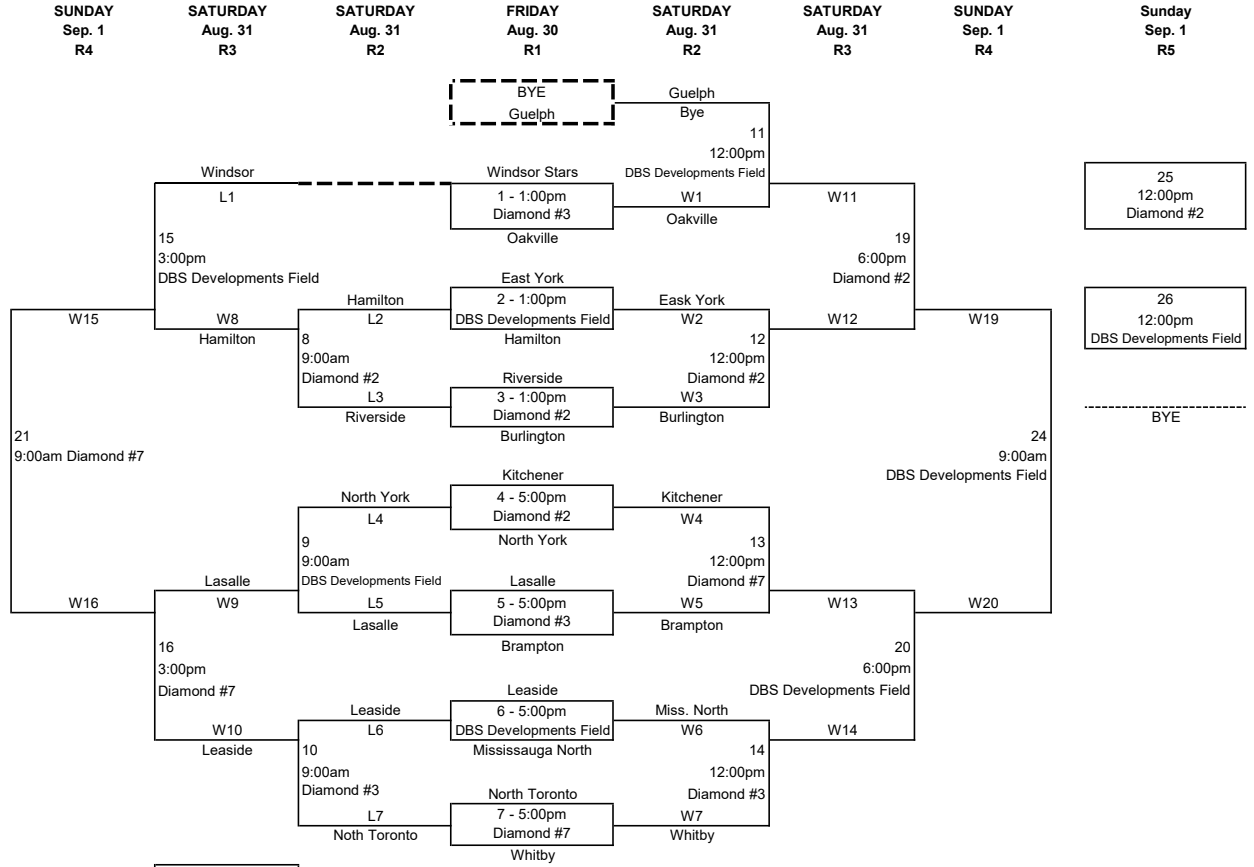 SUNDAY SATURDAY SATURDAY FRIDAY SATURDAY SATURDAY SUNDAY Sunday
Sep. 1 Aug. 31 Aug. 31 Aug. 30 Aug. 31 Aug. 31 Sep. 1 Sep. 1
R4 R3 R2 R1 R2 R3 R4 R5
BYE Guelph
Guelph Bye
11
12:00pm
Windsor Windsor Stars DBS Developments Field
L1 1 - 1:00pm W1 W11
Diamond #3 Oakville
Oakville
25
12:00pm
Diamond #2
15
3:00pm
DBS Developments Field
19
6:00pm
Diamond #2
East York
Hamilton 2 - 1:00pm Eask York
W15 W8 L2 DBS Developments Field W2 W12 W19
Hamilton Hamilton
26
12:00pm
DBS Developments Field
8
9:00am
Diamond #2
12
12:00pm
Diamond #2
Riverside
L3 3 - 1:00pm W3
Riverside Diamond #2 Burlington
Burlington
BYE
21
9:00am Diamond #7
24
9:00am
DBS Developments Field
Kitchener
North York 4 - 5:00pm Kitchener
L4 Diamond #2 W4
North York
9
9:00am
DBS Developments Field
13
12:00pm
Diamond #7
Lasalle Lasalle
W16 W9 L5 5 - 5:00pm W5 W13 W20
Lasalle Diamond #3 Brampton
Brampton
16
3:00pm
Diamond #7
20
6:00pm
DBS Developments Field
Leaside
Leaside 6 - 5:00pm Miss. North
W10 L6 DBS Developments Field W6 W14
Leaside Mississauga North
10
9:00am
Diamond #3
14
12:00pm
Diamond #3
North Toronto
L7 7 - 5:00pm W7
Noth Toronto Diamond #7 Whitby
Whitby